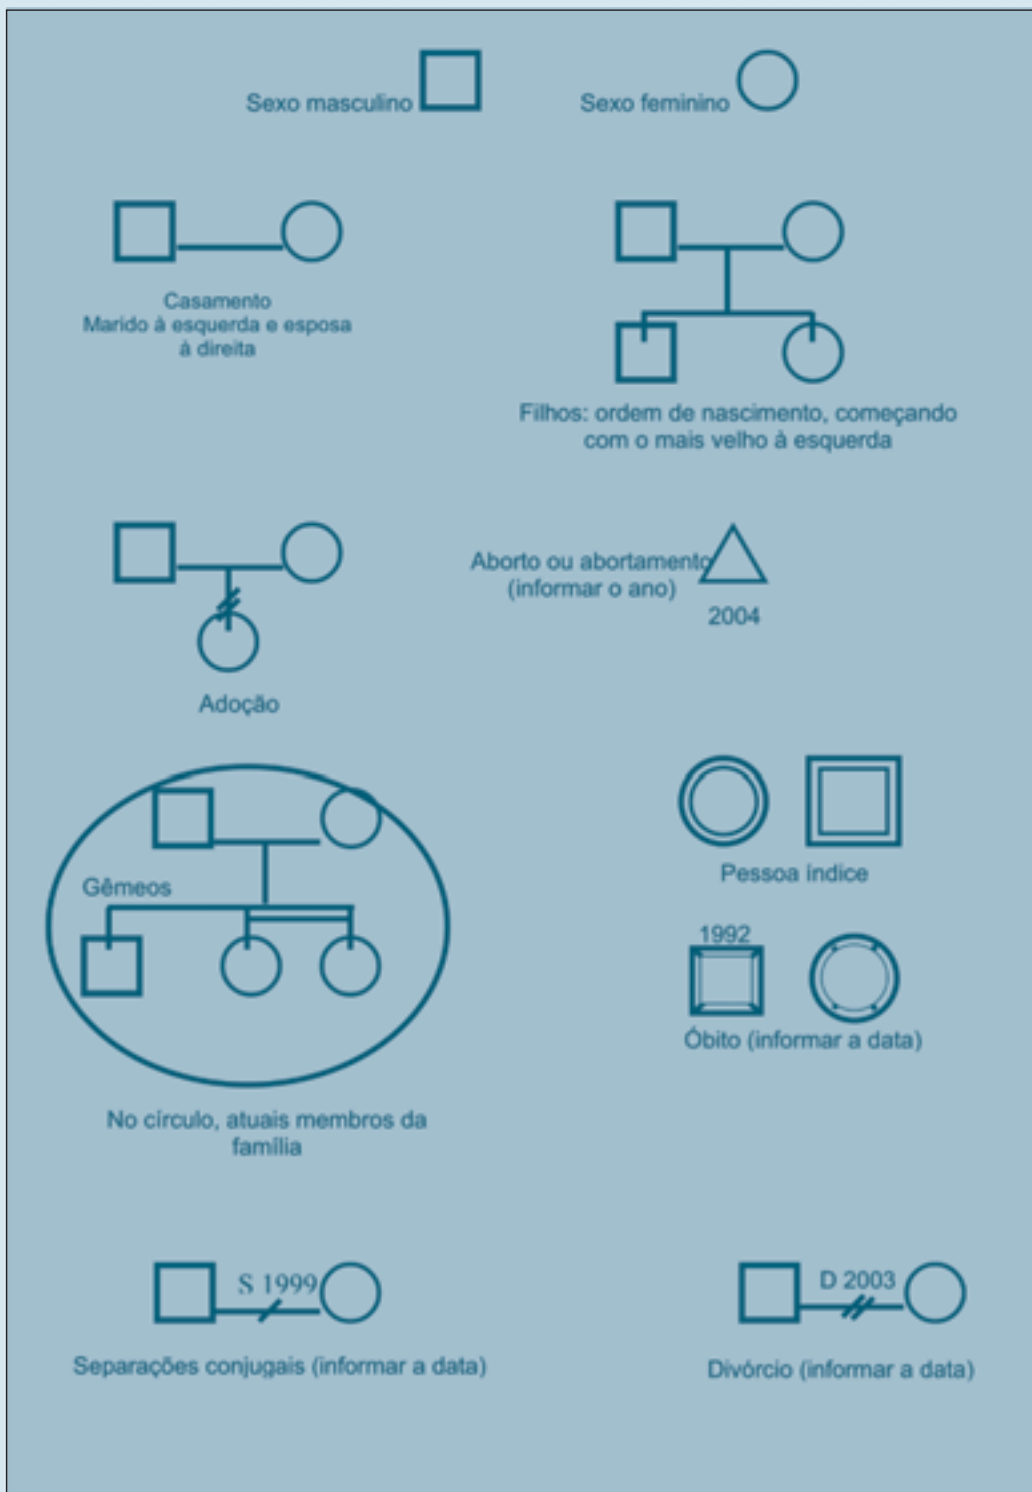 Sexo masculino
Sexo feminino
Casamento
Marido à esquerda e esposa
à direita
Filhos: ordem de nascimento, começando
com o mais velho à esquerda
Adoção
Aborto ou abortamento
(informar o ano)
2004
Gêmeos
No círculo, atuais membros da
família
Pessoa índice
1992
Óbito (informar a data)
S 1999
Separações conjugais (informar a data)
D 2003
Divórcio (informar a data)